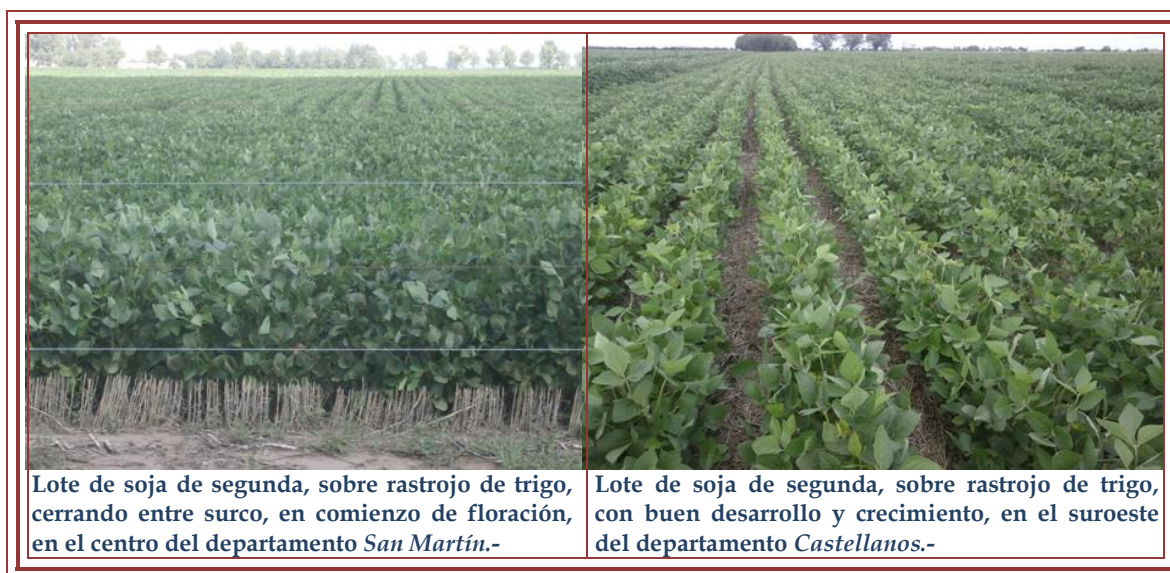 Lote de soja de segunda, sobre rastrojo de trigo,
cerrando entre surco, en comienzo de floración,
en el centro del departamento San Martín.-
Lote de soja de segunda, sobre rastrojo de trigo,
con buen desarrollo y crecimiento, en el suroeste
del departamento Castellanos.-